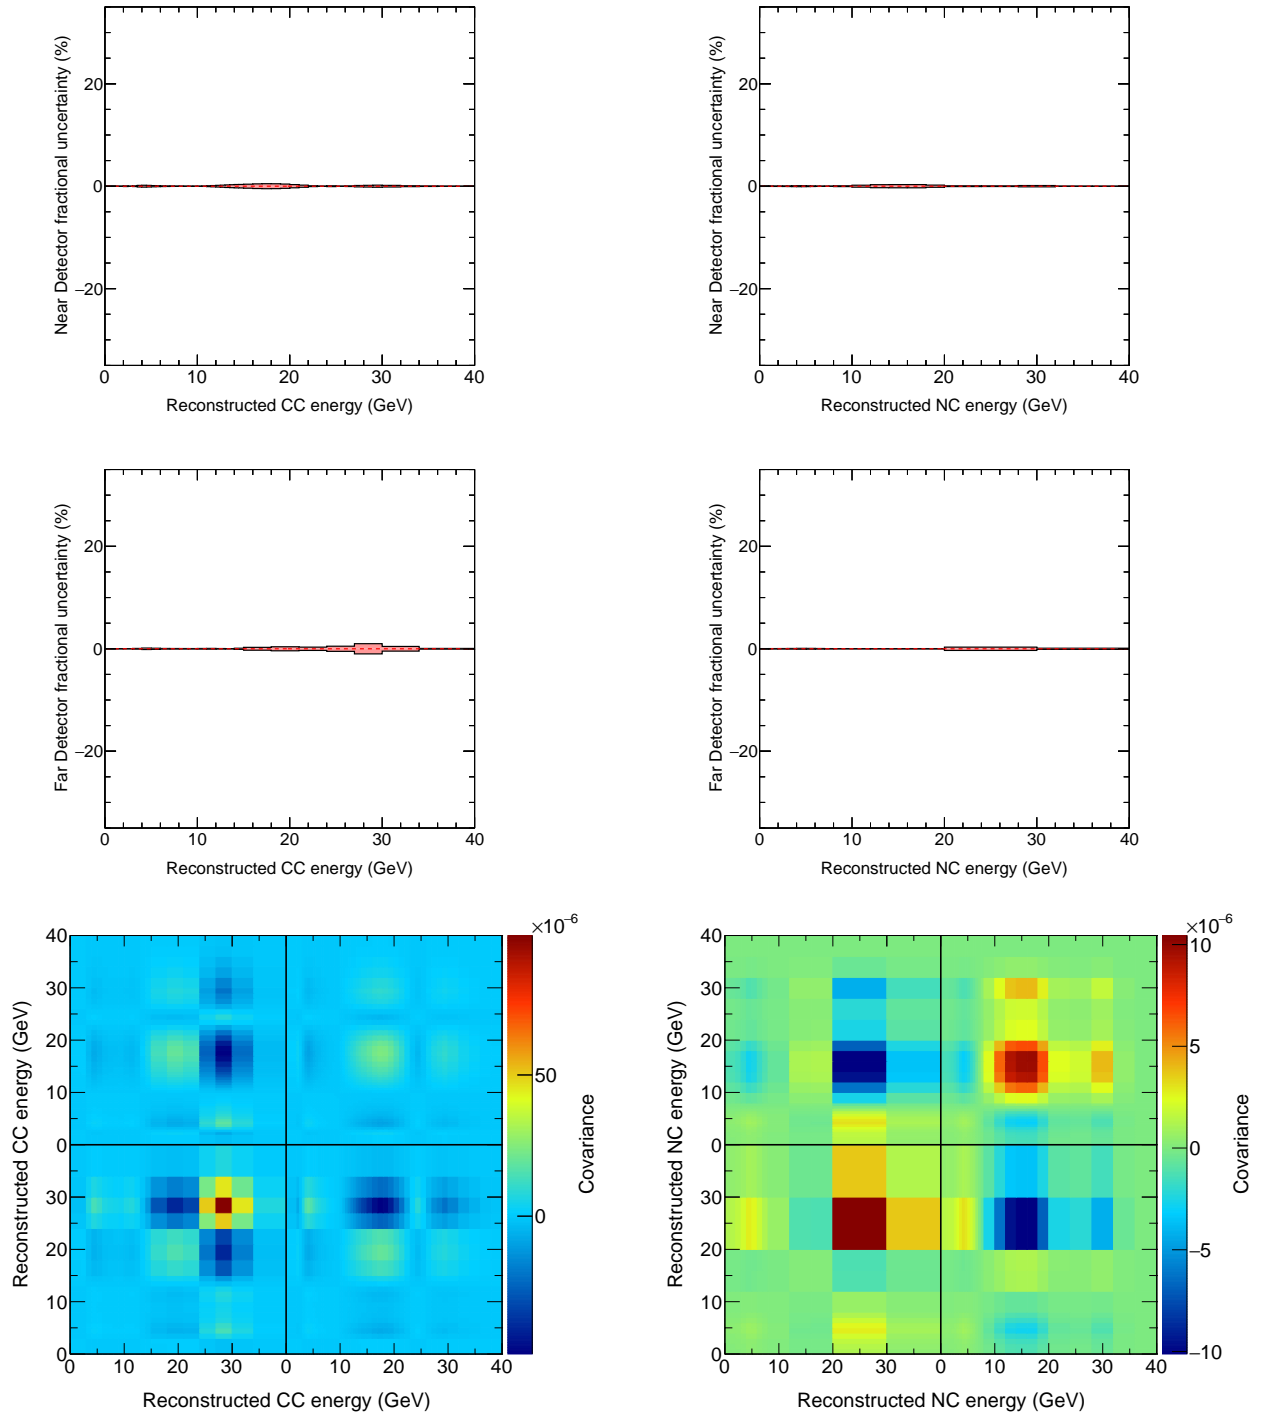 Near Detector fractional uncertainty (%)
20
0
−20
0 10 20 30 40
Reconstructed CC energy (GeV)
Near Detector fractional uncertainty (%)
20
0
−20
0 10 20 30 40
Reconstructed NC energy (GeV)
Far Detector fractional uncertainty (%)
20
0
−20
0 10 20 30 40
Reconstructed CC energy (GeV)
Far Detector fractional uncertainty (%)
20
0
−20
0 10 20 30 40
Reconstructed NC energy (GeV)
×10−6
40
30
20
10
0
30
20
10
0
Reconstructed CC energy (GeV)
0 10 20 30 0 10 20 30 40
Reconstructed CC energy (GeV)
50
0
Covariance
×10−6
40
30
20
10
0
30
20
10
0
Reconstructed NC energy (GeV)
0 10 20 30 0 10 20 30 40
Reconstructed NC energy (GeV)
10
5
0
−5
−10
Covariance